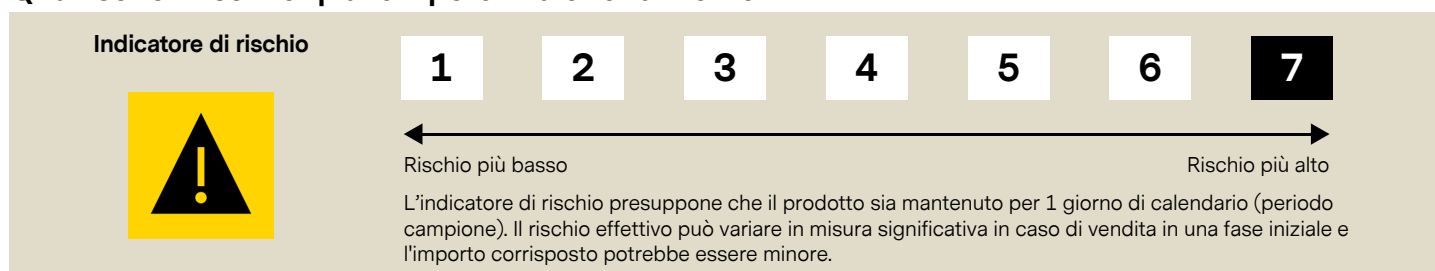 Indicatore di rischio
1 2 3 4 5 6 7
Rischio più basso Rischio più alto
L'indicatore di rischio presuppone che il prodotto sia mantenuto per 1 giorno di calendario (periodo
campione). Il rischio effettivo può variare in misura significativa in caso di vendita in una fase iniziale e
l'importo corrisposto potrebbe essere minore.